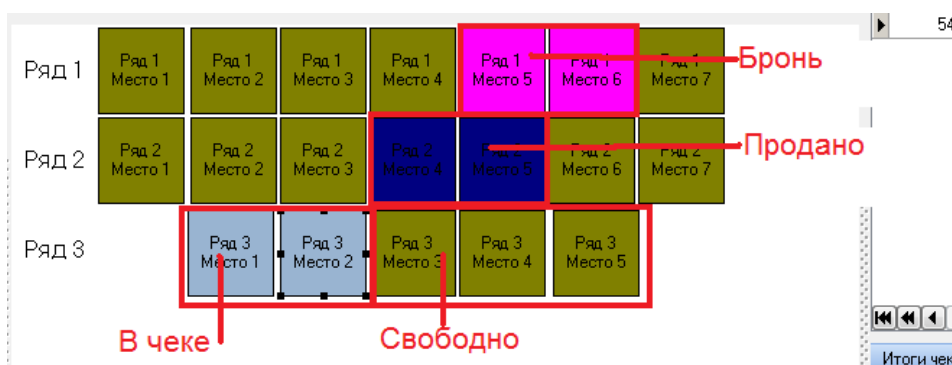 54
Ряд 1
Ряд 1
Место 1
Ряд 1
Место 2
Ряд 1
Место 3
Ряд 1
Место 4
Ряд 1
Место 5
Ряд 1
Место 6
Ряд 1
Место 7
Бронь
Ряд 2
Ряд 2
Место 1
Ряд 2
Место 2
Ряд 2
Место 3
Ряд 2
Место 4
Ряд 2
Место 5
Ряд 2
Место 6
Ряд 2
Место 7
Продано
Ряд 3
Ряд 3
Место 1
Ряд 3
Место 2
Ряд 3
Место 3
Ряд 3
Место 4
Ряд 3
Место 5
В чеке
Свободно
Итоги чек